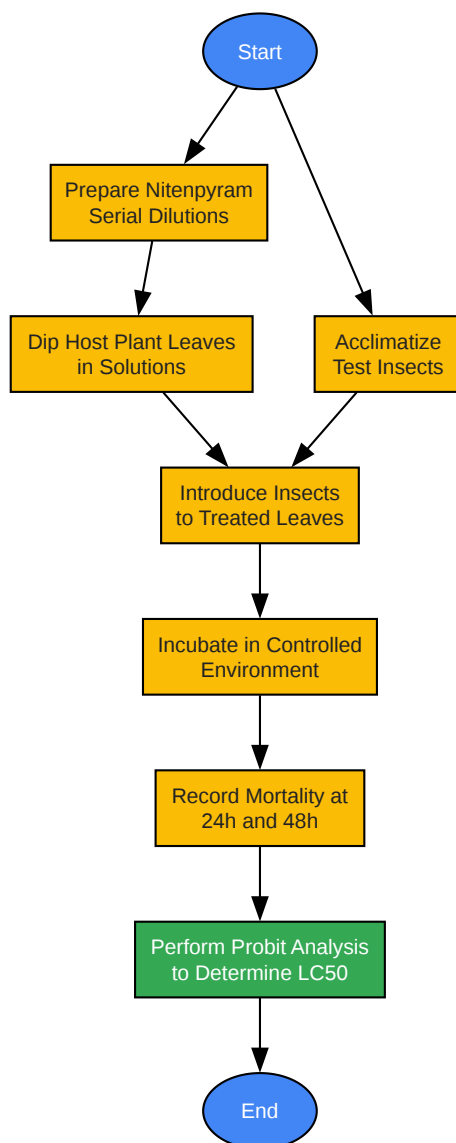 Start
Prepare Nitenpyram
Serial Dilutions
Dip Host Plant Leaves
in Solutions
Acclimatize
Test Insects
Introduce Insects
to Treated Leaves
Incubate in Controlled
Environment
Record Mortality at
24h and 48h
Perform Probit Analysis
to Determine LC50
End